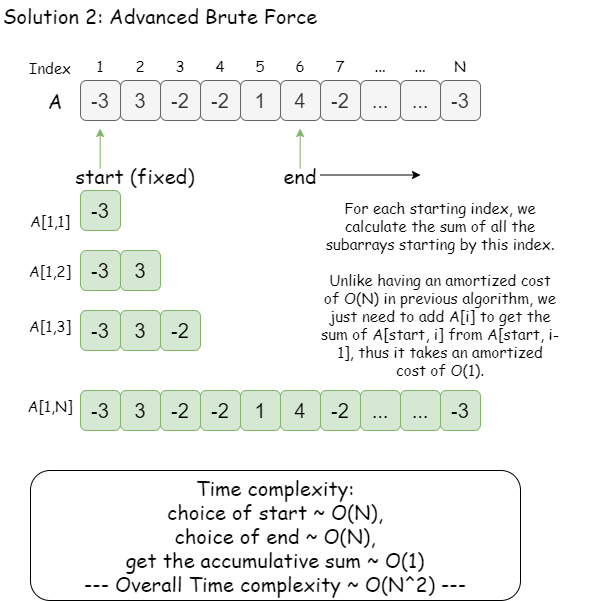 Solution 2: Advanced Brute Force
Index 1 2 3 4 5 6 7 ... ... N
A -3 3 -2 -2 1 4 -2 ... ... -3
start (fixed) end
A[1,1] -3
For each starting index, we
calculate the sum of all the
subarrays starting by this index.
A[1,2] -3 3
Unlike having an amortized cost
of O(N) in previous algorithm, we
just need to add A[i] to get the
sum of A[start, i] from A[start, i-
1], thus it takes an amortized
cost of O(1).
A[1,3] -3 3 -2
A[1,N] -3 3 -2 -2 1 4 -2 ... ... -3
Time complexity:
choice of start ~ O(N),
choice of end ~ O(N),
get the accumulative sum ~ O(1)
--- Overall Time complexity ~ O(N^2) ---